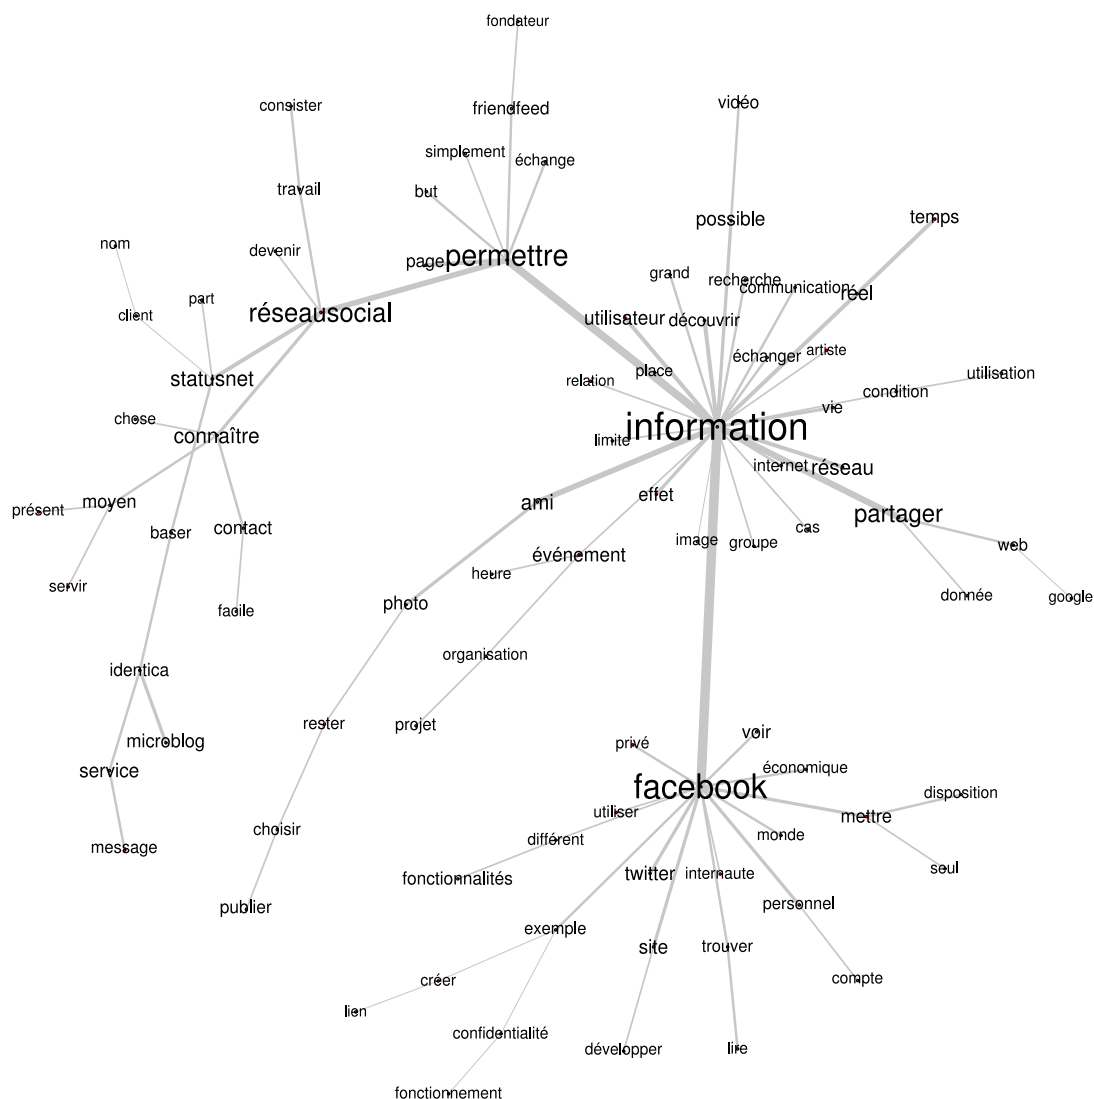 fondateur
consister
vidéo
friendfeed
simplement
échange
travail
but
possible
temps
nom
devenir
page
permettre
grand
recherche
communication
réel
part
client
réseausocial
utilisateur
découvrir
échanger
artiste
statusnet
relation
place
utilisation
condition
vie
chose
connaître
limite
information
internet
réseau
présent
moyen
ami
effet
partager
baser
contact
image
groupe
cas
web
événement
heure
servir
facile
photo
donnée
google
organisation
identica
rester
projet
microblog
privé
voir
service
économique
facebook
disposition
utiliser
mettre
choisir
différent
monde
message
fonctionnalités
twitter
internaute
seul
publier
personnel
exemple
site
trouver
créer
compte
lien
confidentialité
développer
lire
fonctionnement